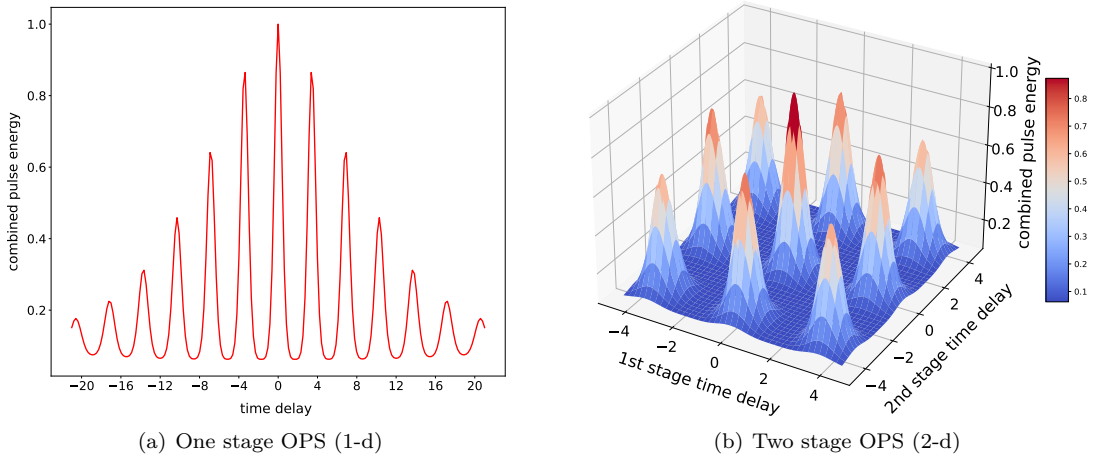 1.0
0.8
0.6
0.4
0.2
combined pulse energy
−20 −16 −12 −8 −4 0 4 8 12 16 20
time delay
(a) One stage OPS (1-d)
1.0
0.8
0.6
0.4
0.2
combined pulse energy
−4 −2 0 2 4
1st stage time delay
−4 −2 0 2 4
2nd stage time delay
0.8
0.7
0.6
0.5
0.4
0.3
0.2
0.1
(b) Two stage OPS (2-d)